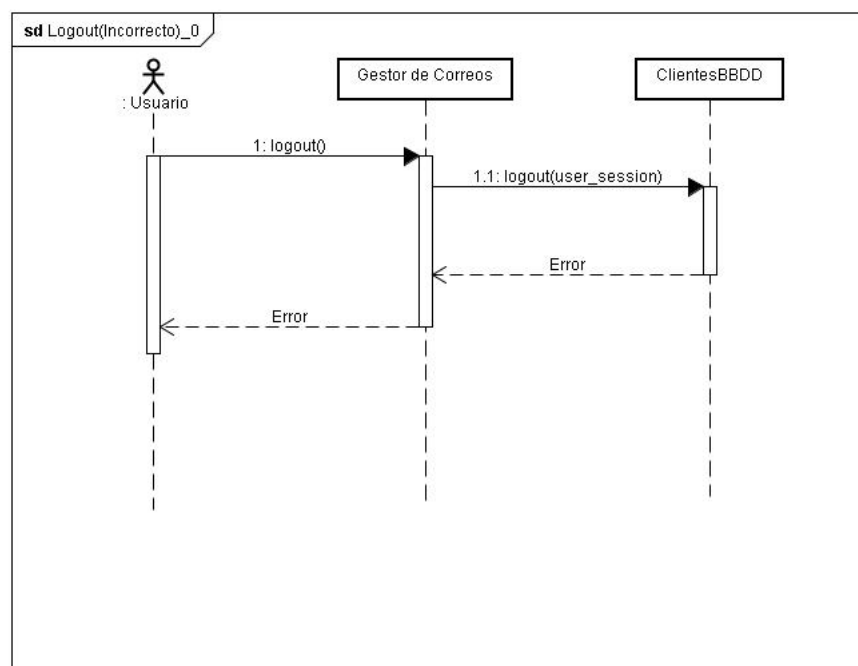 sd Logout(Incorrecto)_0
: Usuario
Gestor de Correos
ClientesBBDD
1: logout()
1.1: logout(user_session)
Error
Error